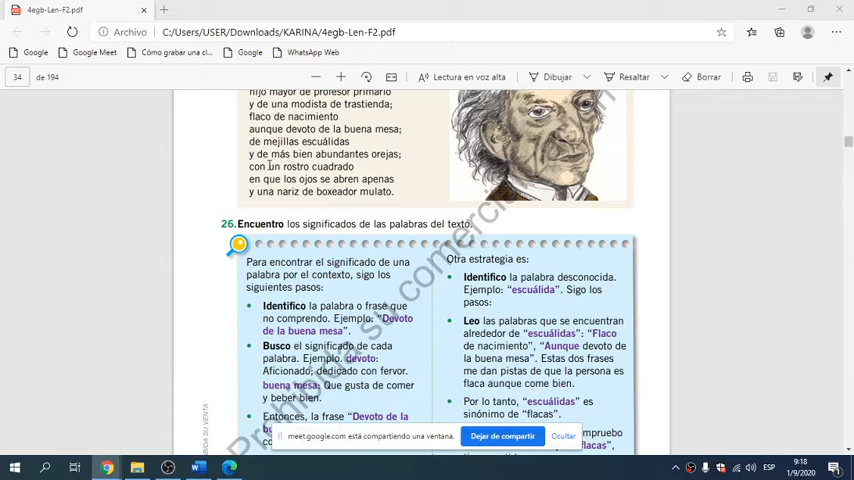 4egb-Len-F2.pdf
Archivo
C:/Users/USER/Downloads/KARINA/4egb-Len-F2.pdf
Google
Google Meet
Cómo grabar una cl...
Google
WhatsApp Web
34 de 194
Lectura en voz alta
Dibujar
Resaltar
Borrar
hijo mayor de profesor primario
y de una modista de trastienda;
flaco de nacimiento
aunque devoto de la buena mesa;
de mejillas escuálidas
y de más bien abundantes orejas;
con un rostro cuadrado
en que los ojos se abren apenas
y una nariz de boxeador mulato.
26. Encuentro los significados de las palabras del texto.
Para encontrar el significado de una
palabra por el contexto, sigo los
siguientes pasos:
• Identifico la palabra o frase que
no comprendo. Ejemplo: “Devoto
de la buena mesa”.
• Busco el significado de cada
palabra. Ejemplo. devoto:
Aficionado; dedicado con fervor.
buena mesa: Que gusta de comer
y beber bien.
• Entonces, la frase “Devoto de la
Otra estrategia es:
• Identifico la palabra desconocida.
Ejemplo: “escuálida”. Sigo los
pasos:
• Leo las palabras que se encuentran
alrededor de “escuálidas”: “Flaco
de nacimiento”, “Aunque devoto de
la buena mesa”. Estas dos frases
me dan pistas de que la persona es
flaca aunque come bien.
• Por lo tanto, “escuálidas” es
sinónimo de “flacas”.
mpruebo
flacas”,
Prohibida su comerci
BIDA SU VENTA
meet.google.com está compartiendo una ventana.
Dejar de compartir
Ocultar
ESP
9:18
1/9/2020